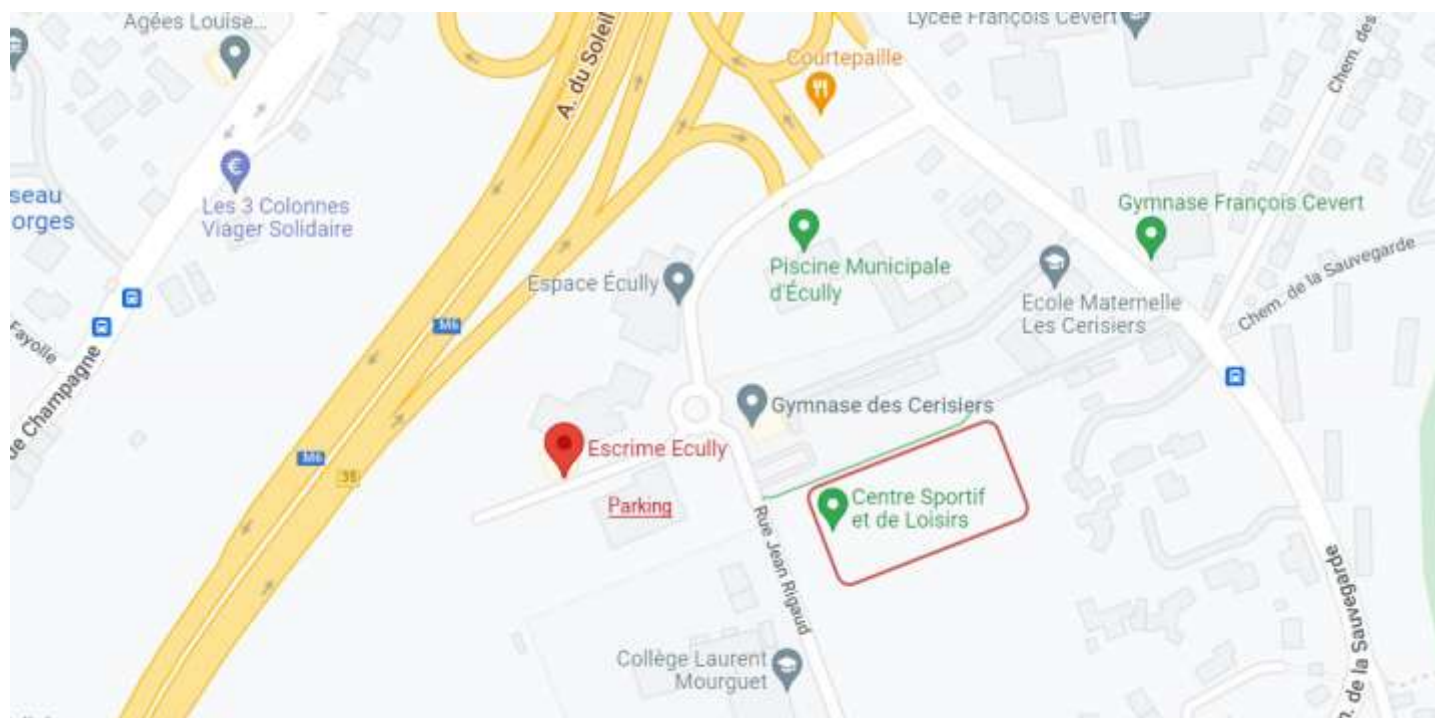 Agées Louise...
A. du Soleil
Courtepaille
Lycée François Cevert
Chem. des
seau
orges
€
Les 3 Colonnes
Viager Solidaire
Gymnase François Cevert
Chem. de la Sauvegarde
Espace Écully
Piscine Municipale
d'Écully
Ecole Maternelle
Les Cerisiers
Fayolle
ue Champagne
M6
M6
35
Gymnase des Cerisiers
Escrime Ecully
Parking
Centre Sportif
et de Loisirs
Rue Jean Rigaud
Collège Laurent
Mourguet
n. de la Sauvegarde